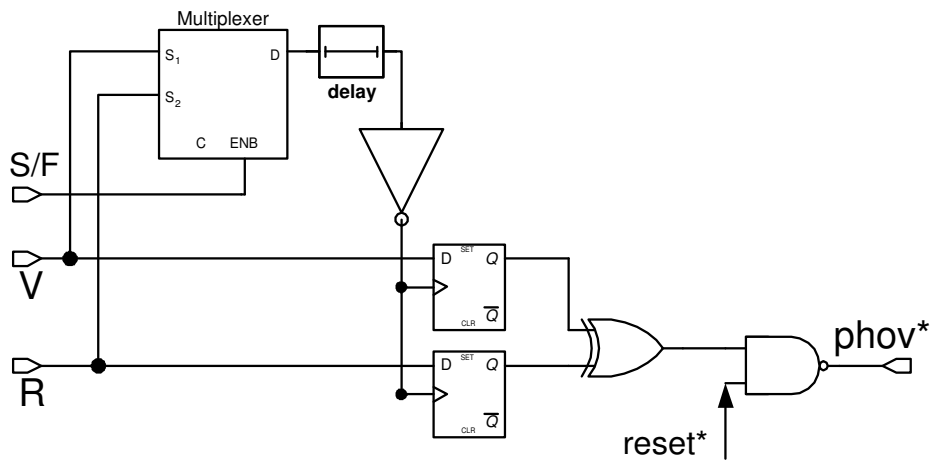 Multiplexer
S1
D
S2
C ENB
delay
S/F
V
D SET Q
Q
CLR
R
D SET Q
Q
CLR
phov*
reset*